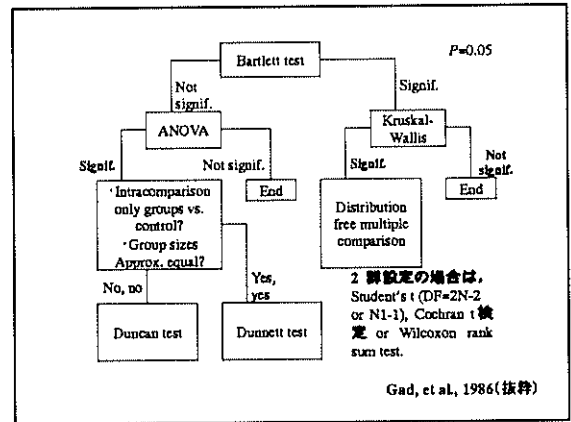 P=0.05
Bartlett test
Not
signif.
Signif.
ANOVA
Kruskal-
Wallis
Signif.
Not signif.
Signif.
Not
signif.
End
End
・Intracomparison
only groups vs.
control?
・Group sizes
Approx. equal?
Distribution
free multiple
comparison
No, no
Yes,
yes
Duncan test
Dunnett test
2 群設定の場合は,
Student's t (DF=2N-2
or N1-1), Cochran t 検
定 or Wilcoxon rank
sum test.
Gad, et al., 1986(抜粋)